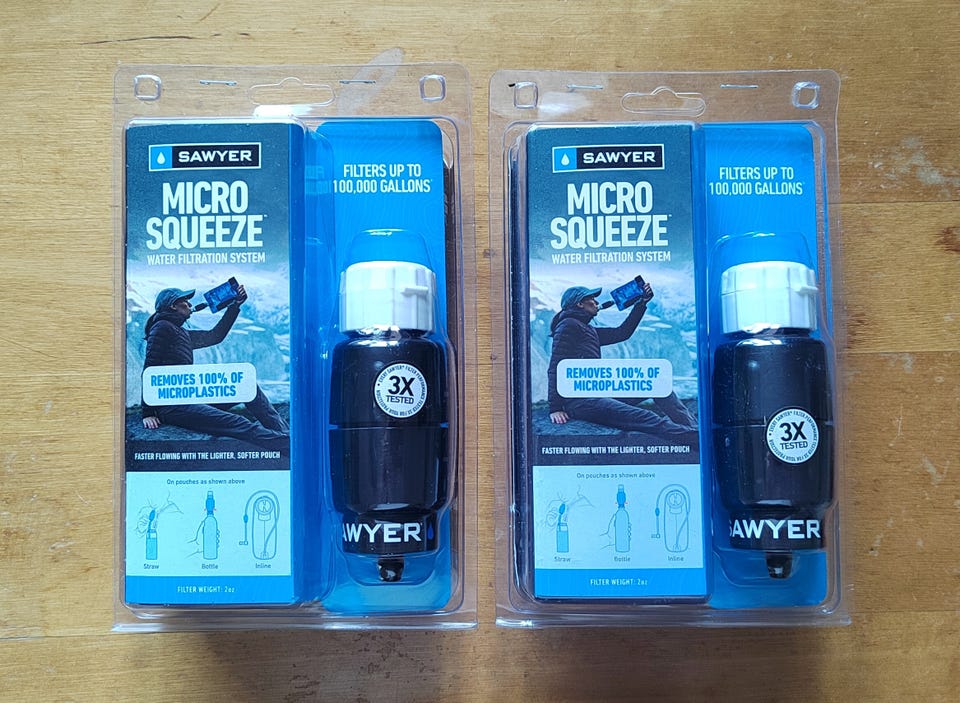 SAWYER
MICRO
SQUEEZE™
WATER FILTRATION SYSTEM
REMOVES 100% OF
MICROPLASTICS
FASTER FLOWING WITH THE LIGHTER, SOFTER POUCH
On pouches as shown above
Straw Bottle Inline
FILTER WEIGHT: 2oz
FILTERS UP TO
100,000 GALLONS
3X
TESTED
AWYER
SAWYER
MICRO
SQUEEZE™
WATER FILTRATION SYSTEM
REMOVES 100% OF
MICROPLASTICS
FASTER FLOWING WITH THE LIGHTER, SOFTER POUCH
On pouches as shown above
Straw Bottle Inline
FILTER WEIGHT: 2oz
FILTERS UP TO
100,000 GALLONS
3X
TESTED
SAWYER